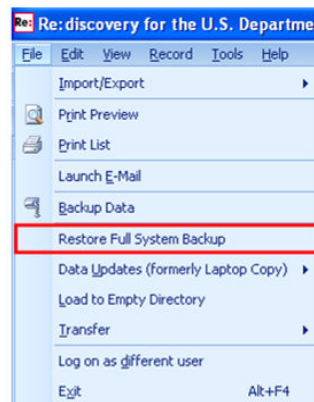 Re: Re:discovery for the U.S. Departme
File Edit View Record Tools Help
Import/Export
Print Preview
Print List
Launch E-Mail
Backup Data
Restore Full System Backup
Data Updates (formerly Laptop Copy)
Load to Empty Directory
Transfer
Log on as different user
Exit Alt+F4